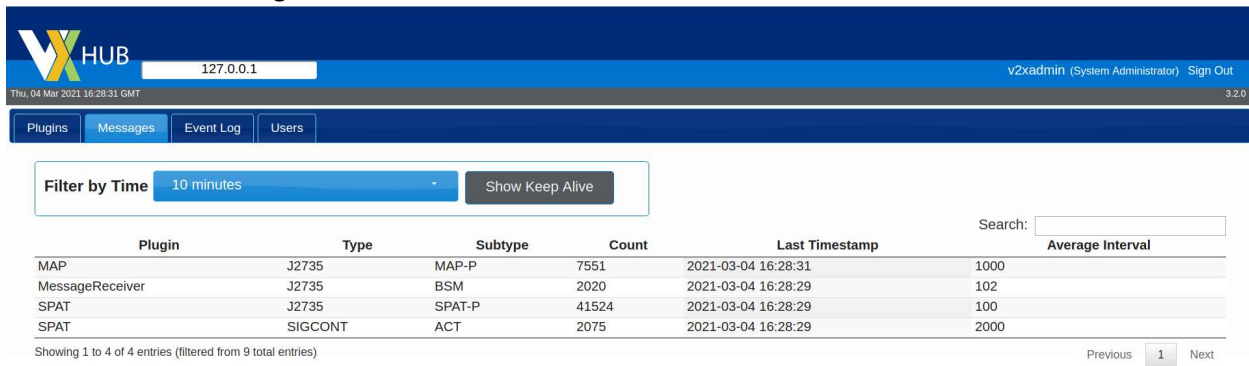 VX HUB
127.0.0.1
v2xadmin (System Administrator) Sign Out
Thu, 04 Mar 2021 16:28:31 GMT 3.2.0
Plugins Messages Event Log Users
Filter by Time 10 minutes Show Keep Alive
Search:
Plugin Type Subtype Count Last Timestamp Average Interval
MAP J2735 MAP-P 7551 2021-03-04 16:28:31 1000
MessageReceiver J2735 BSM 2020 2021-03-04 16:28:29 102
SPAT J2735 SPAT-P 41524 2021-03-04 16:28:29 100
SPAT SIGCONT ACT 2075 2021-03-04 16:28:29 2000
Showing 1 to 4 of 4 entries (filtered from 9 total entries) Previous 1 Next